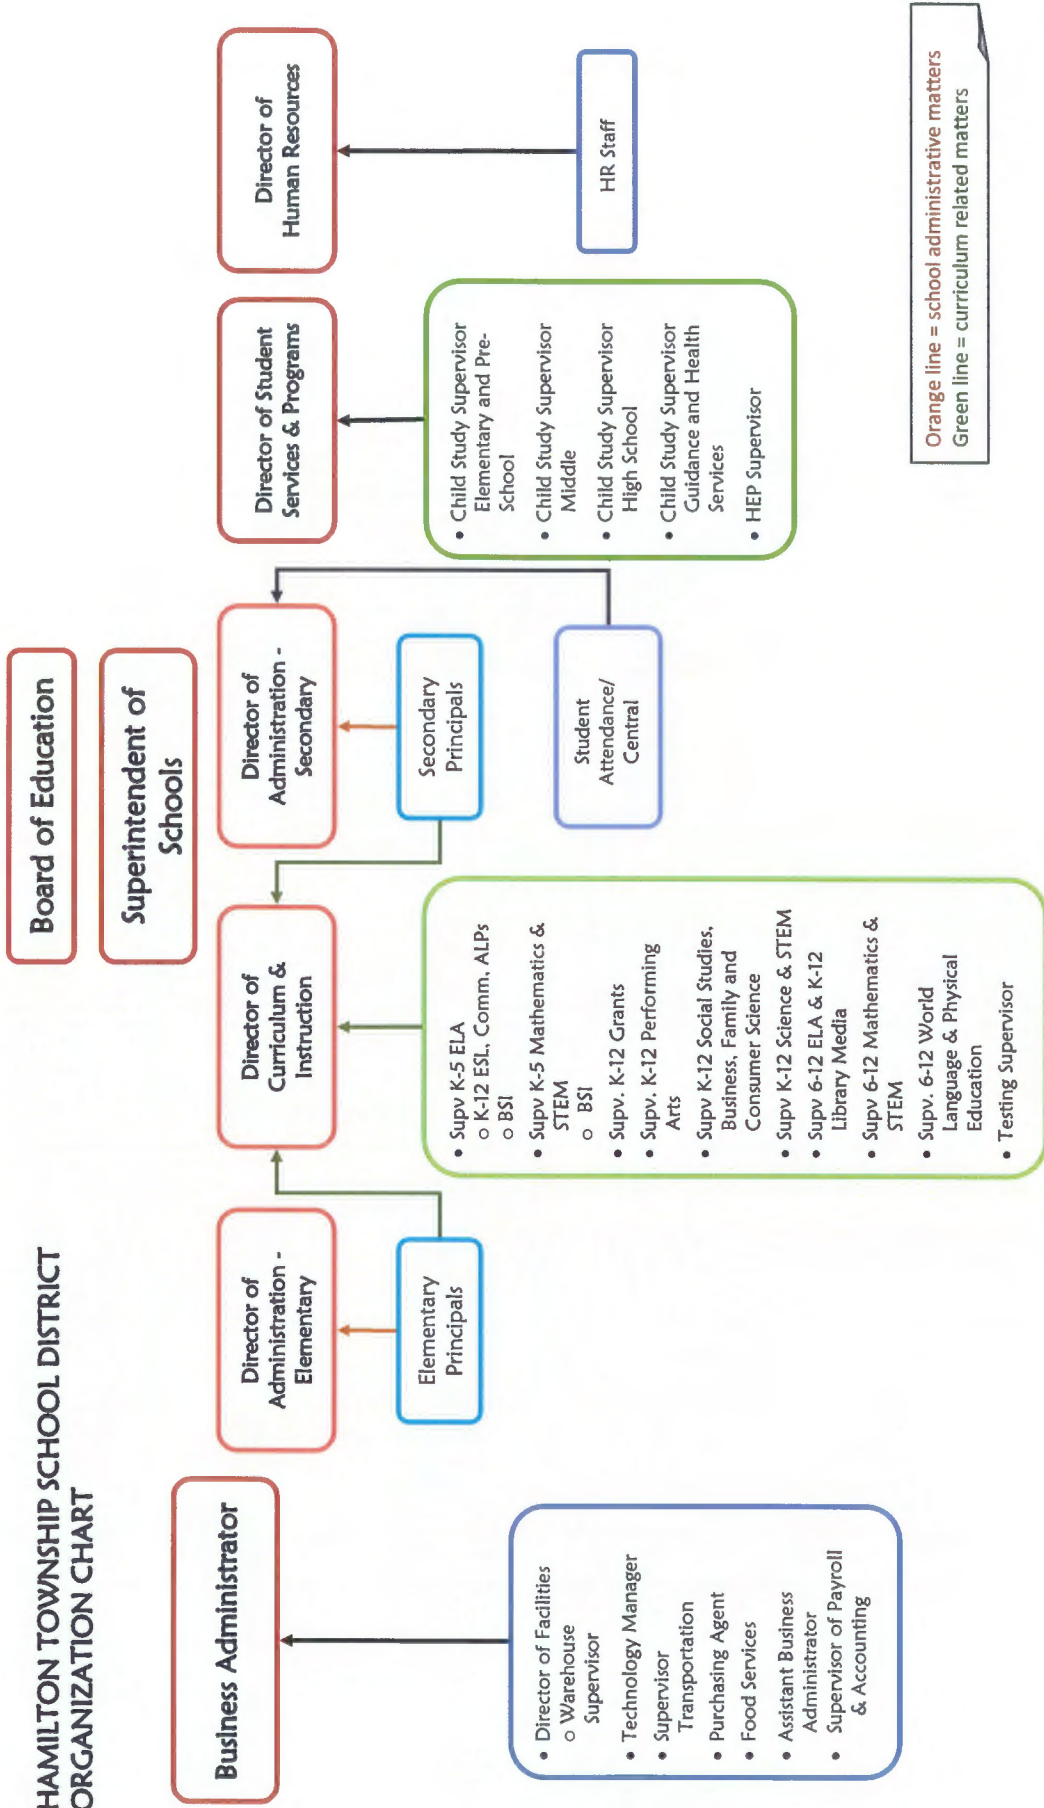 HAMILTON TOWNSHIP SCHOOL DISTRICT
ORGANIZATION CHART
Board of Education
Superintendent of
Schools
Business Administrator
• Director of Facilities
o Warehouse
Supervisor
• Technology Manager
• Supervisor
Transportation
• Purchasing Agent
• Food Services
• Assistant Business
Administrator
• Supervisor of Payroll
& Accounting
Director of
Administration -
Elementary
Elementary
Principals
Director of
Curriculum &
Instruction
• Supv K-5 ELA
o K-12 ESL, Comm, ALPs
o BSI
• Supv K-5 Mathematics &
STEM
o BSI
• Supv. K-12 Grants
• Supv. K-12 Performing
Arts
• Supv K-12 Social Studies,
Business, Family and
Consumer Science
• Supv K-12 Science & STEM
• Supv 6-12 ELA & K-12
Library Media
• Supv 6-12 Mathematics &
STEM
• Supv. 6-12 World
Language & Physical
Education
• Testing Supervisor
Director of
Administration -
Secondary
Secondary
Principals
Student
Attendance/
Central
Director of Student
Services & Programs
• Child Study Supervisor
Elementary and Pre-
School
• Child Study Supervisor
Middle
• Child Study Supervisor
High School
• Child Study Supervisor
Guidance and Health
Services
• HEP Supervisor
Director of
Human Resources
HR Staff
Orange line = school administrative matters
Green line = curriculum related matters